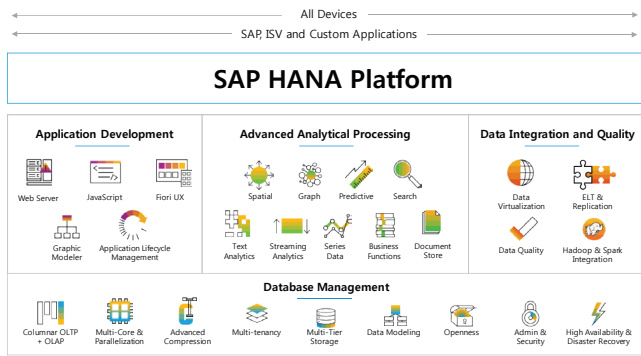 All Devices
SAP, ISV and Custom Applications
SAP HANA Platform
Application Development
Web Server
JavaScript
Fiori UX
Graphic
Modeler
Application Lifecycle
Management
Advanced Analytical Processing
Spatial
Graph
Predictive
Search
Text
Analytics
Streaming
Analytics
Series
Data
Business
Functions
Document
Store
Data Integration and Quality
Data
Virtualization
ELT &
Replication
Data Quality
Hadoop & Spark
Integration
Database Management
Columnar OLTP
+ OLAP
Multi-Core &
Parallelization
Advanced
Compression
Multi-tenancy
Multi-Tier
Storage
Data Modeling
Openness
Admin &
Security
High Availability &
Disaster Recovery